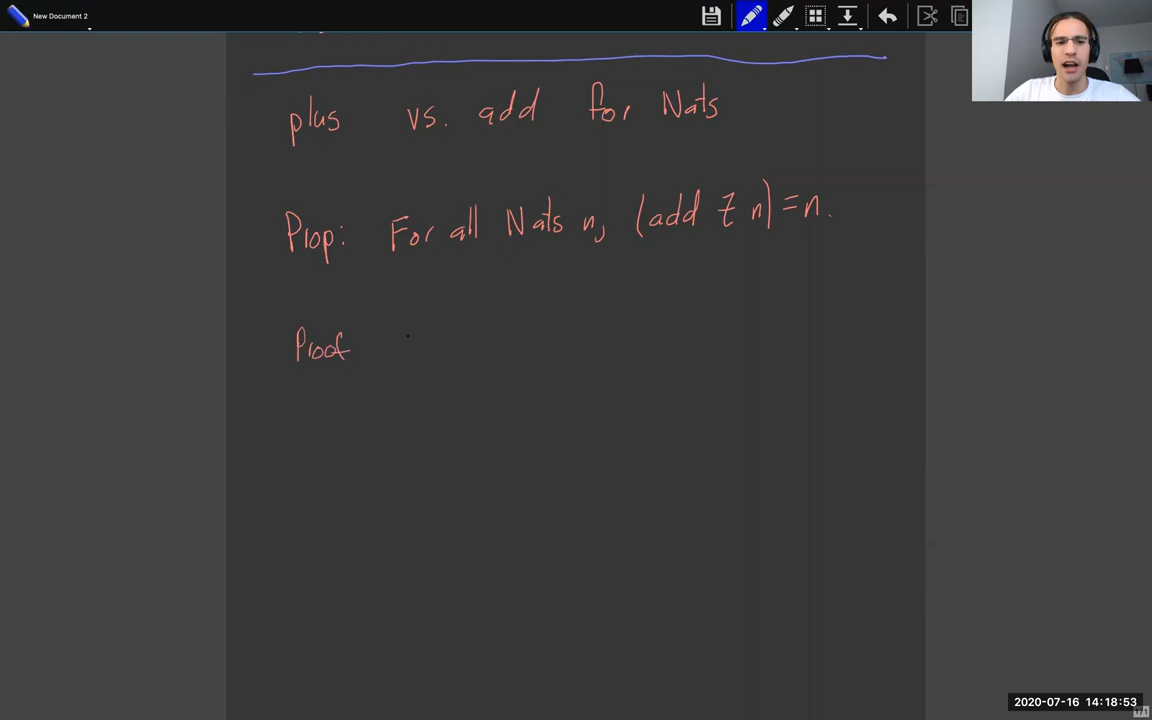 New Document 2
plus vs. add for Nats
Prop: For all Nats n, (add Z n) = n.
Proof
2020-07-16 14:18:53